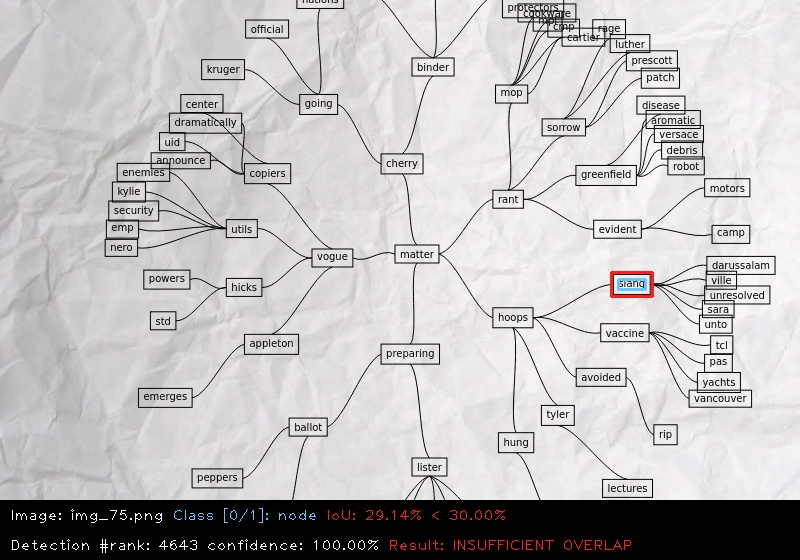 nations
protectors
cookware
mpl
cmp
rage
cartier
luther
official
binder
prescott
kruger
patch
mop
center
going
disease
dramatically
aromatic
sorrow
versace
uid
debris
announce
cherry
robot
enemies
copiers
greenfield
kylie
motors
rant
security
emp
utils
evident
camp
nero
vogue
matter
darussalam
powers
ville
hicks
siang
unresolved
sara
std
hoops
unto
appleton
vaccine
tcl
preparing
pas
avoided
yachts
emerges
vancouver
tyler
ballot
rip
hung
lister
peppers
lectures
Image: img_75.png Class [0/1]: node IoU: 29.14% < 30.00%
Detection #rank: 4643 confidence: 100.00% Result: INSUFFICIENT OVERLAP